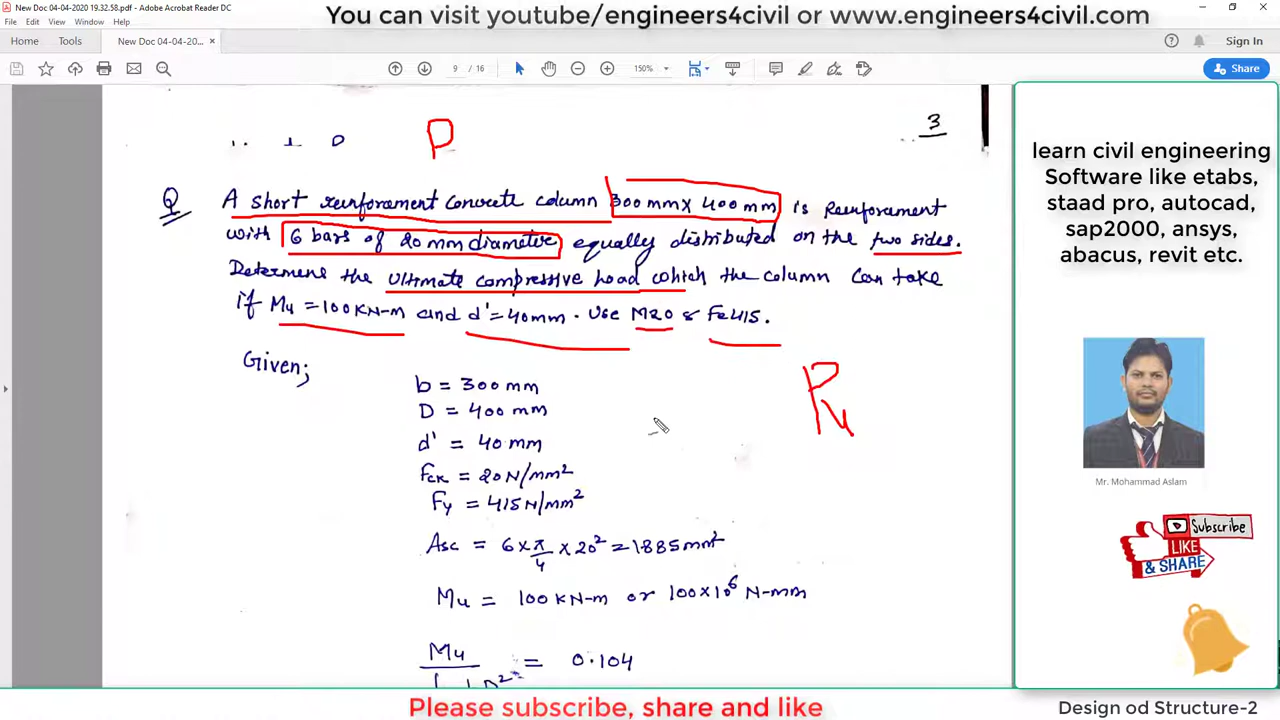 New Doc 04-04-2020 19.32.58.pdf - Adobe Acrobat Reader DC
You can visit youtube/engineers4civil or www.engineers4civil.com
File Edit View Window Help
Home Tools New Doc 04-04-20... × Sign In
9 / 16 150% Share
3
P
Q A short reinforament Concrete column 300 mm x 400 mm is Reinforament
with 6 bars of 20 mm diameter equally distributed on the two sides.
Determine the ultimate compressive load which the column can take
if Mu = 100 KN-m and d' = 40mm. Use M20 & Fe415.
Given;
b = 300 mm
D = 400 mm
d' = 40 mm
Fck = 20 N/mm²
Fy = 415 N/mm²
Asc = 6 x π/4 x 20² = 1885 mm²
Mu = 100 KN-m or 100x10⁶ N-mm
Mu
= 0.104
Pu
learn civil engineering
Software like etabs,
staad pro, autocad,
sap2000, ansys,
abacus, revit etc.
Mr. Mohammad Aslam
Subscribe
LIKE
& SHARE
Please subscribe, share and like
Design od Structure-2